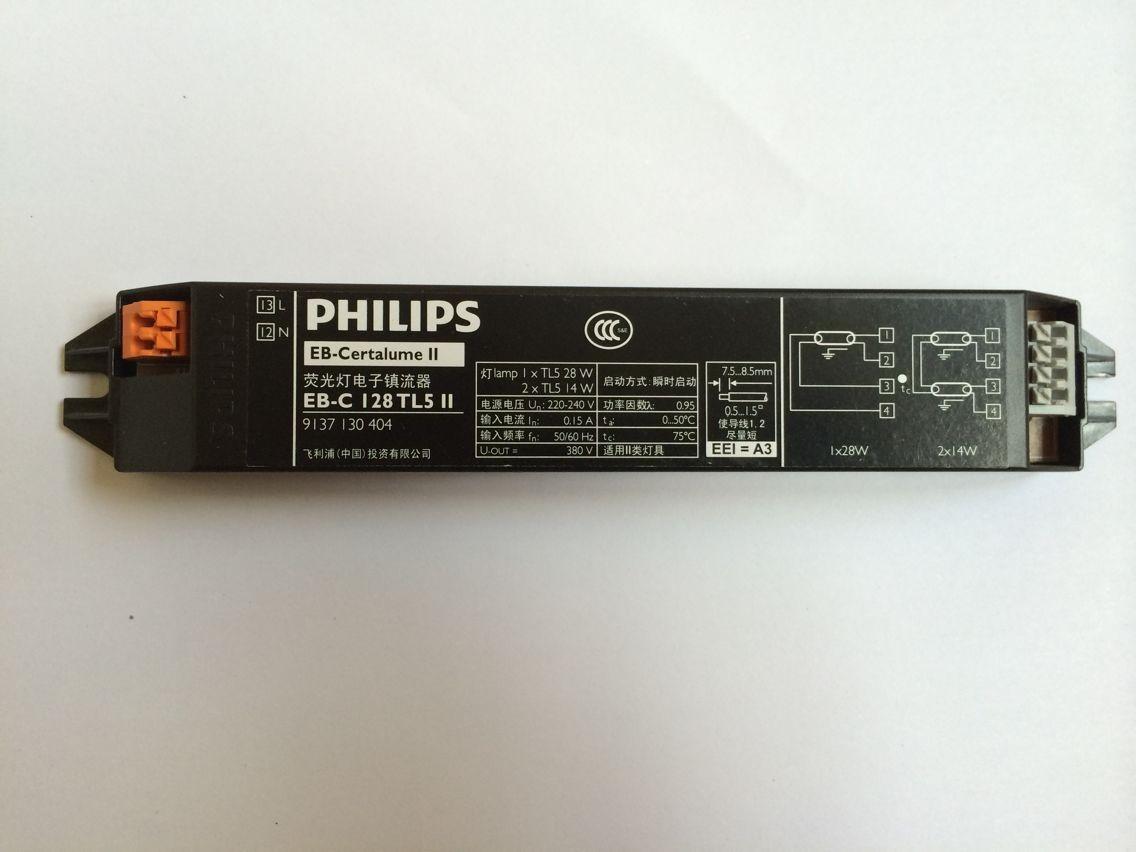 13 L
12 N
PHILIPS
EB-Certalume II
荧光灯电子镇流器
EB-C 128 TL5 II
9137 130 404
飞利浦(中国)投资有限公司
CCC S&E
灯lamp 1 x TL5 28 W
2 x TL5 14 W
启动方式:瞬时启动
电源电压 Un: 220-240 V
功率因数λ: 0.95
输入电流 In: 0.15 A
ta: 0...50℃
输入频率 fn: 50/60 Hz
tc: 75℃
U-OUT = 380 V
适用II类灯具
7.5...8.5mm
0.5...1.5□
使导线1, 2
尽量短
EEI = A3
1
2
3
4
tc
1x28W
1
2
3
4
2x14W
PHILIPS